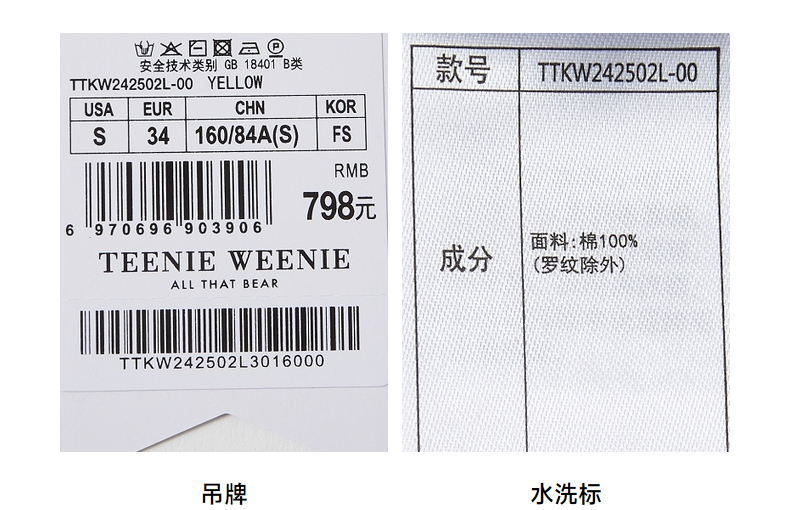 安全技术类别 GB 18401 B类
TTKW242502L-00 YELLOW
USA EUR CHN KOR
S 34 160/84A(S) FS
RMB
798元
6 970696 903906
TEENIE WEENIE
ALL THAT BEAR
TTKW242502L3016000
吊牌
款号 TTKW242502L-00
成分 面料:棉100%
(罗纹除外)
水洗标